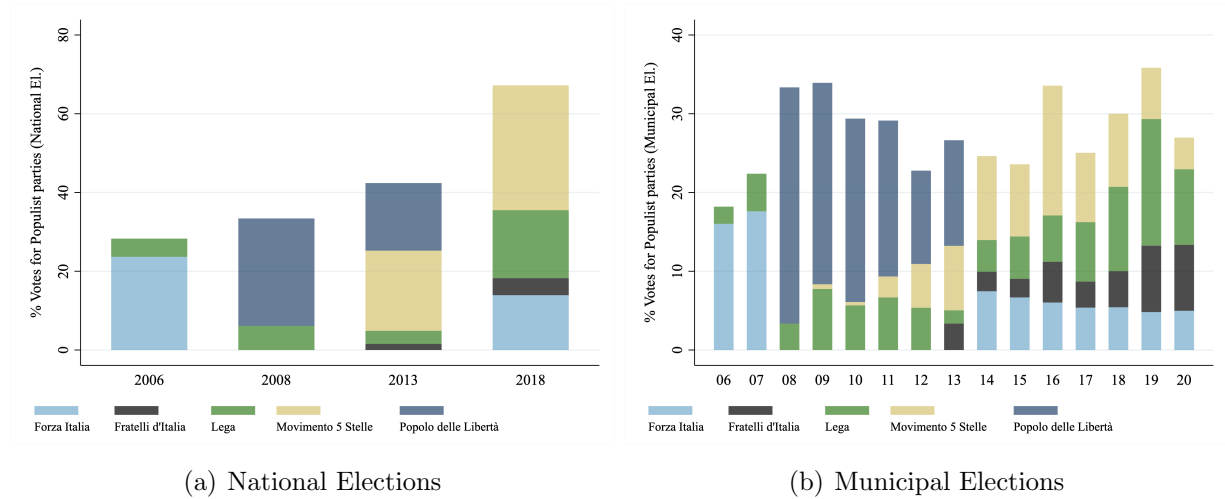 % Votes for Populist parties (National El.)
80
60
40
20
0
2006 2008 2013 2018
Forza Italia Fratelli d'Italia Lega Movimento 5 Stelle Popolo delle Libertà
(a) National Elections
% Votes for Populist parties (Municipal El.)
40
30
20
10
0
06 07 08 09 10 11 12 13 14 15 16 17 18 19 20
Forza Italia Fratelli d'Italia Lega Movimento 5 Stelle Popolo delle Libertà
(b) Municipal Elections